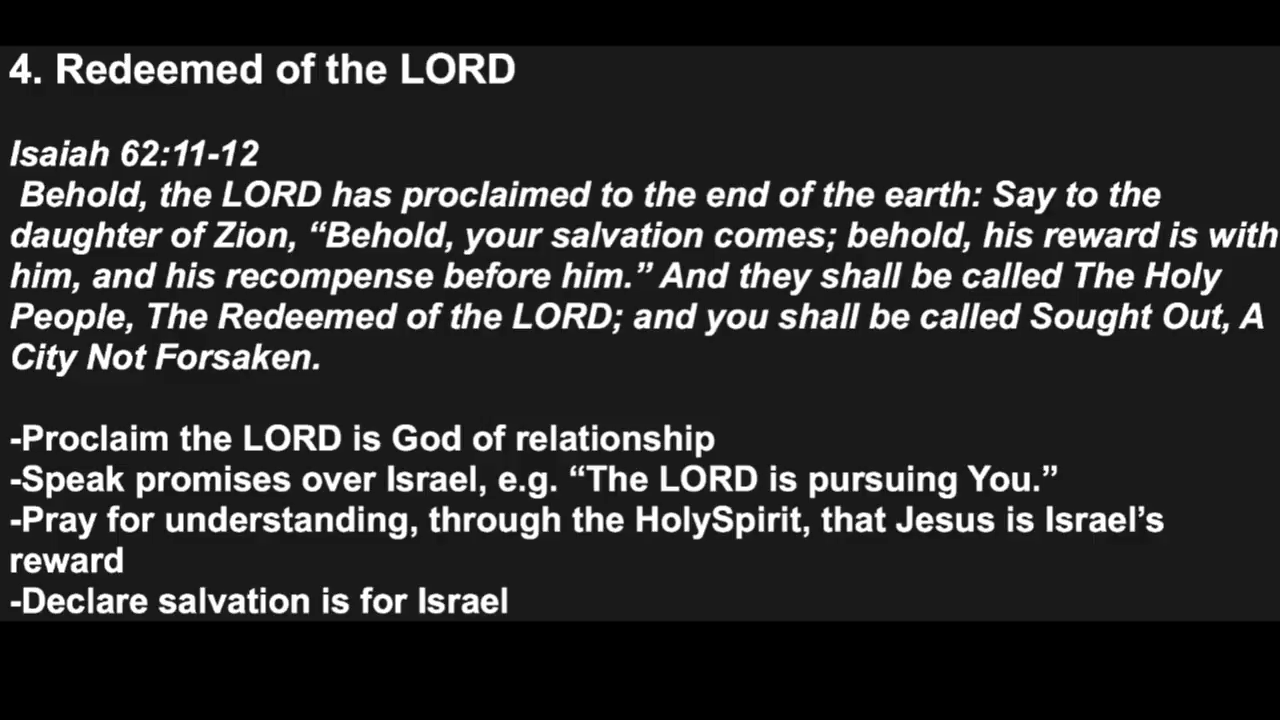 4. Redeemed of the LORD
Isaiah 62:11-12
Behold, the LORD has proclaimed to the end of the earth: Say to the
daughter of Zion, “Behold, your salvation comes; behold, his reward is with
him, and his recompense before him.” And they shall be called The Holy
People, The Redeemed of the LORD; and you shall be called Sought Out, A
City Not Forsaken.
-Proclaim the LORD is God of relationship
-Speak promises over Israel, e.g. “The LORD is pursuing You.”
-Pray for understanding, through the HolySpirit, that Jesus is Israel’s
reward
-Declare salvation is for Israel